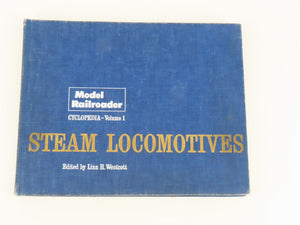 Model
Railroader
CYCLOPEDIA-Volume 1
STEAM LOCOMOTIVES
Edited by Linn H. Westcott